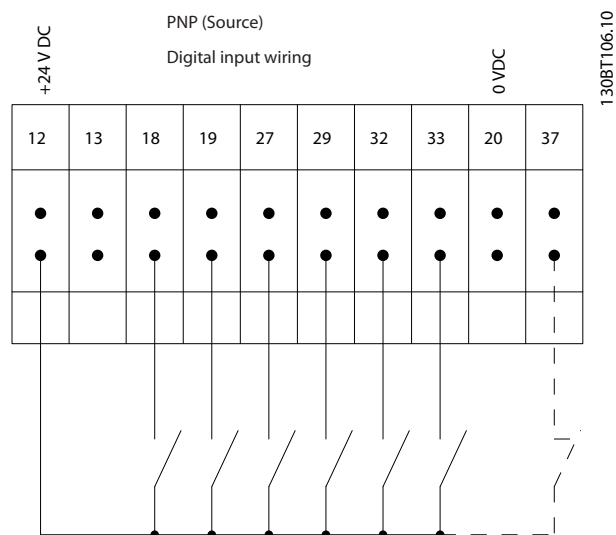 PNP (Source)
Digital input wiring
+24 V DC
0 VDC
130BT106.10
12 13 18 19 27 29 32 33 20 37